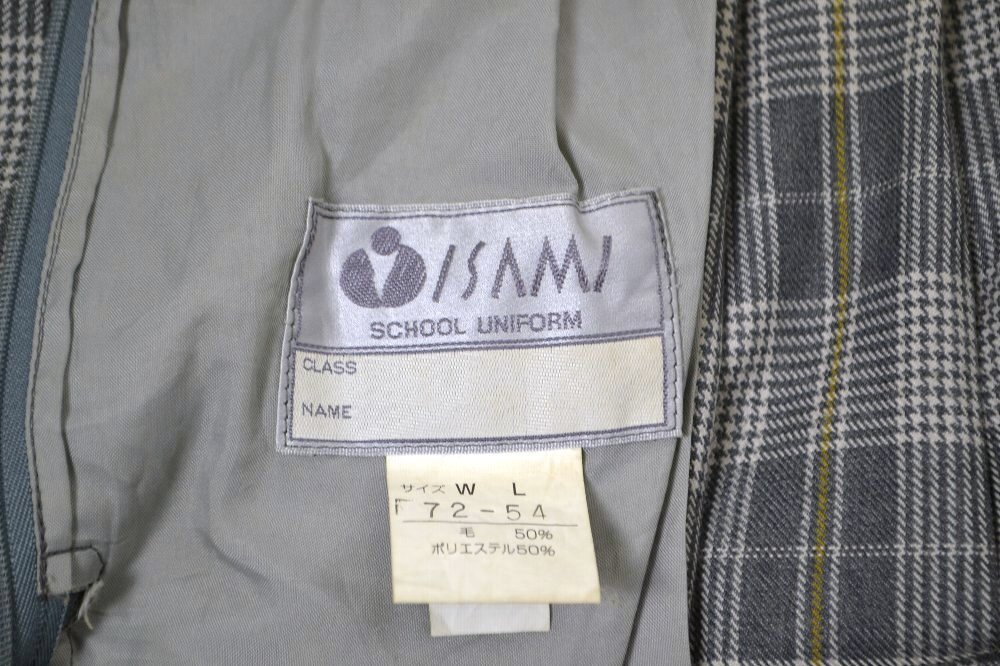 ISAMI
SCHOOL UNIFORM
CLASS
NAME
サイズ W L
72-54
毛 50%
ポリエステル50%